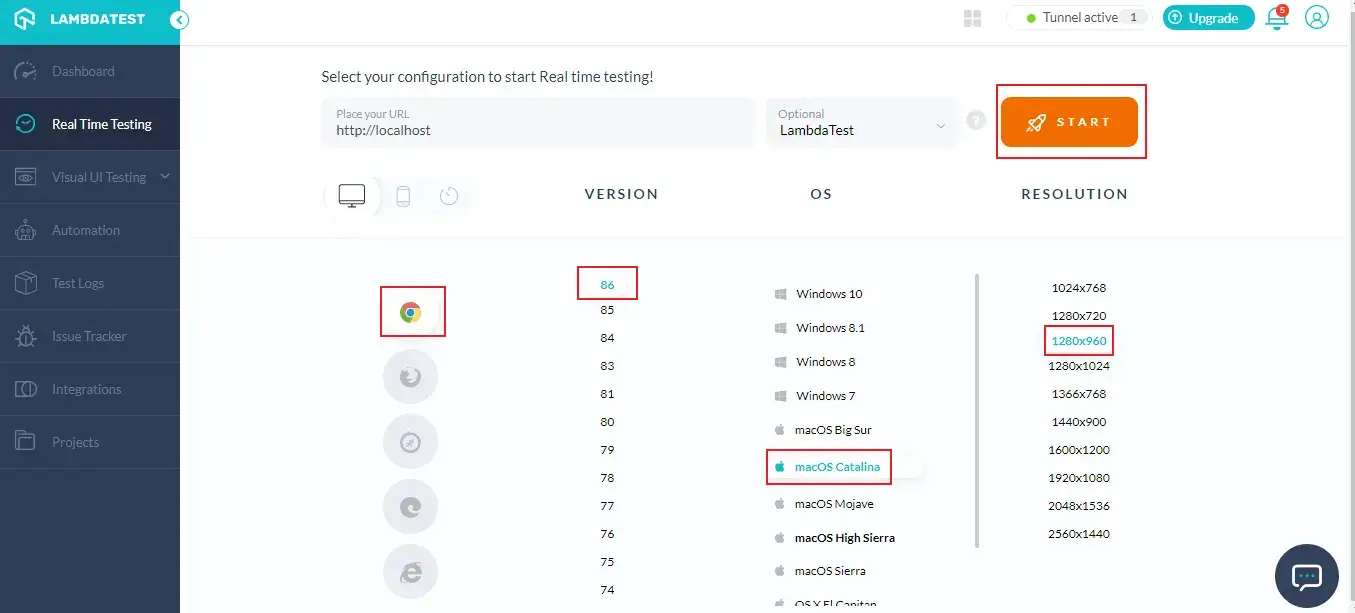 LAMBDATEST
Tunnel active 1
Upgrade
5
Dashboard
Real Time Testing
Visual UI Testing
Automation
Test Logs
Issue Tracker
Integrations
Projects
Select your configuration to start Real time testing!
Place your URL
http://localhost
Optional
LambdaTest
?
START
VERSION
OS
RESOLUTION
86
85
84
83
81
80
79
78
77
76
75
74
Windows 10
Windows 8.1
Windows 8
Windows 7
macOS Big Sur
macOS Catalina
macOS Mojave
macOS High Sierra
macOS Sierra
OS X El Capitan
1024x768
1280x720
1280x960
1280x1024
1366x768
1440x900
1600x1200
1920x1080
2048x1536
2560x1440